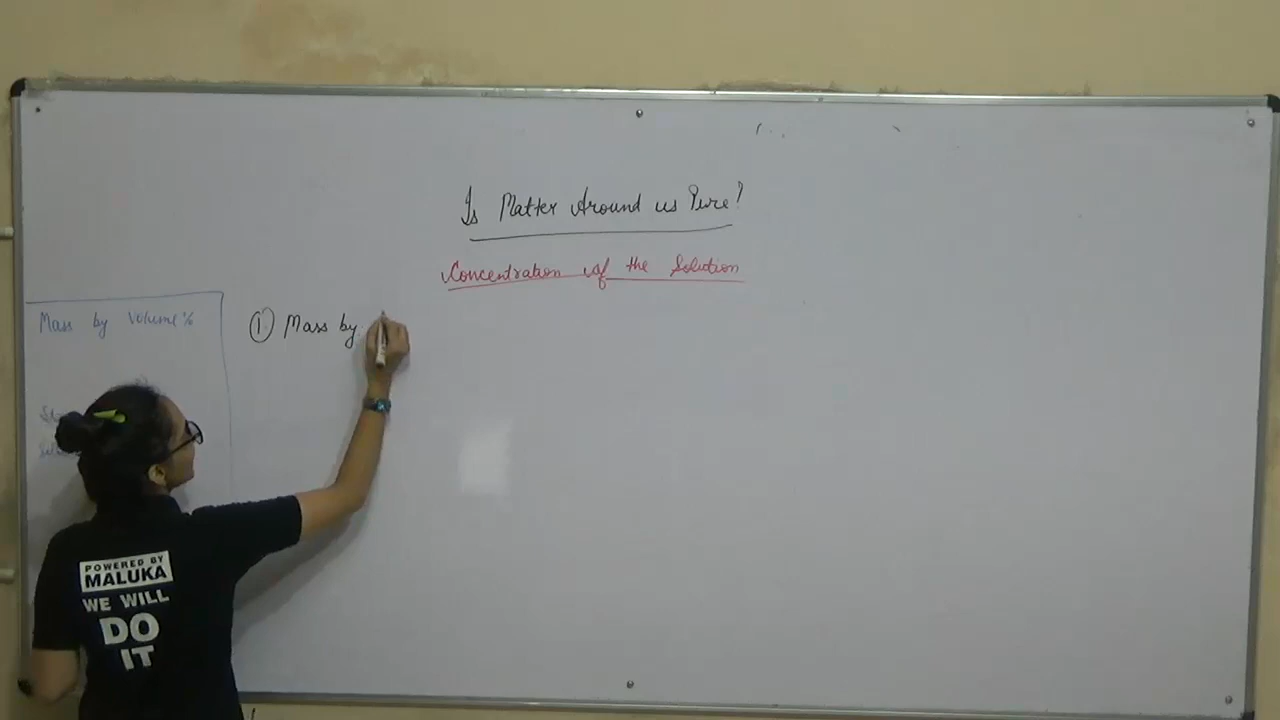 Is Matter Around us Pure?
Concentration of the Solution
Mass by Volume %
① Mass by
POWERED BY
MALUKA
WE WILL
DO
IT